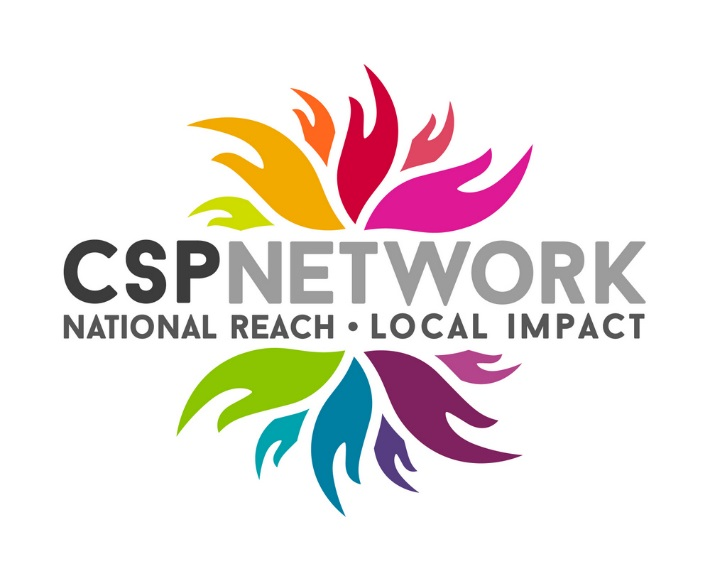 CSPNETWORK
NATIONAL REACH • LOCAL IMPACT